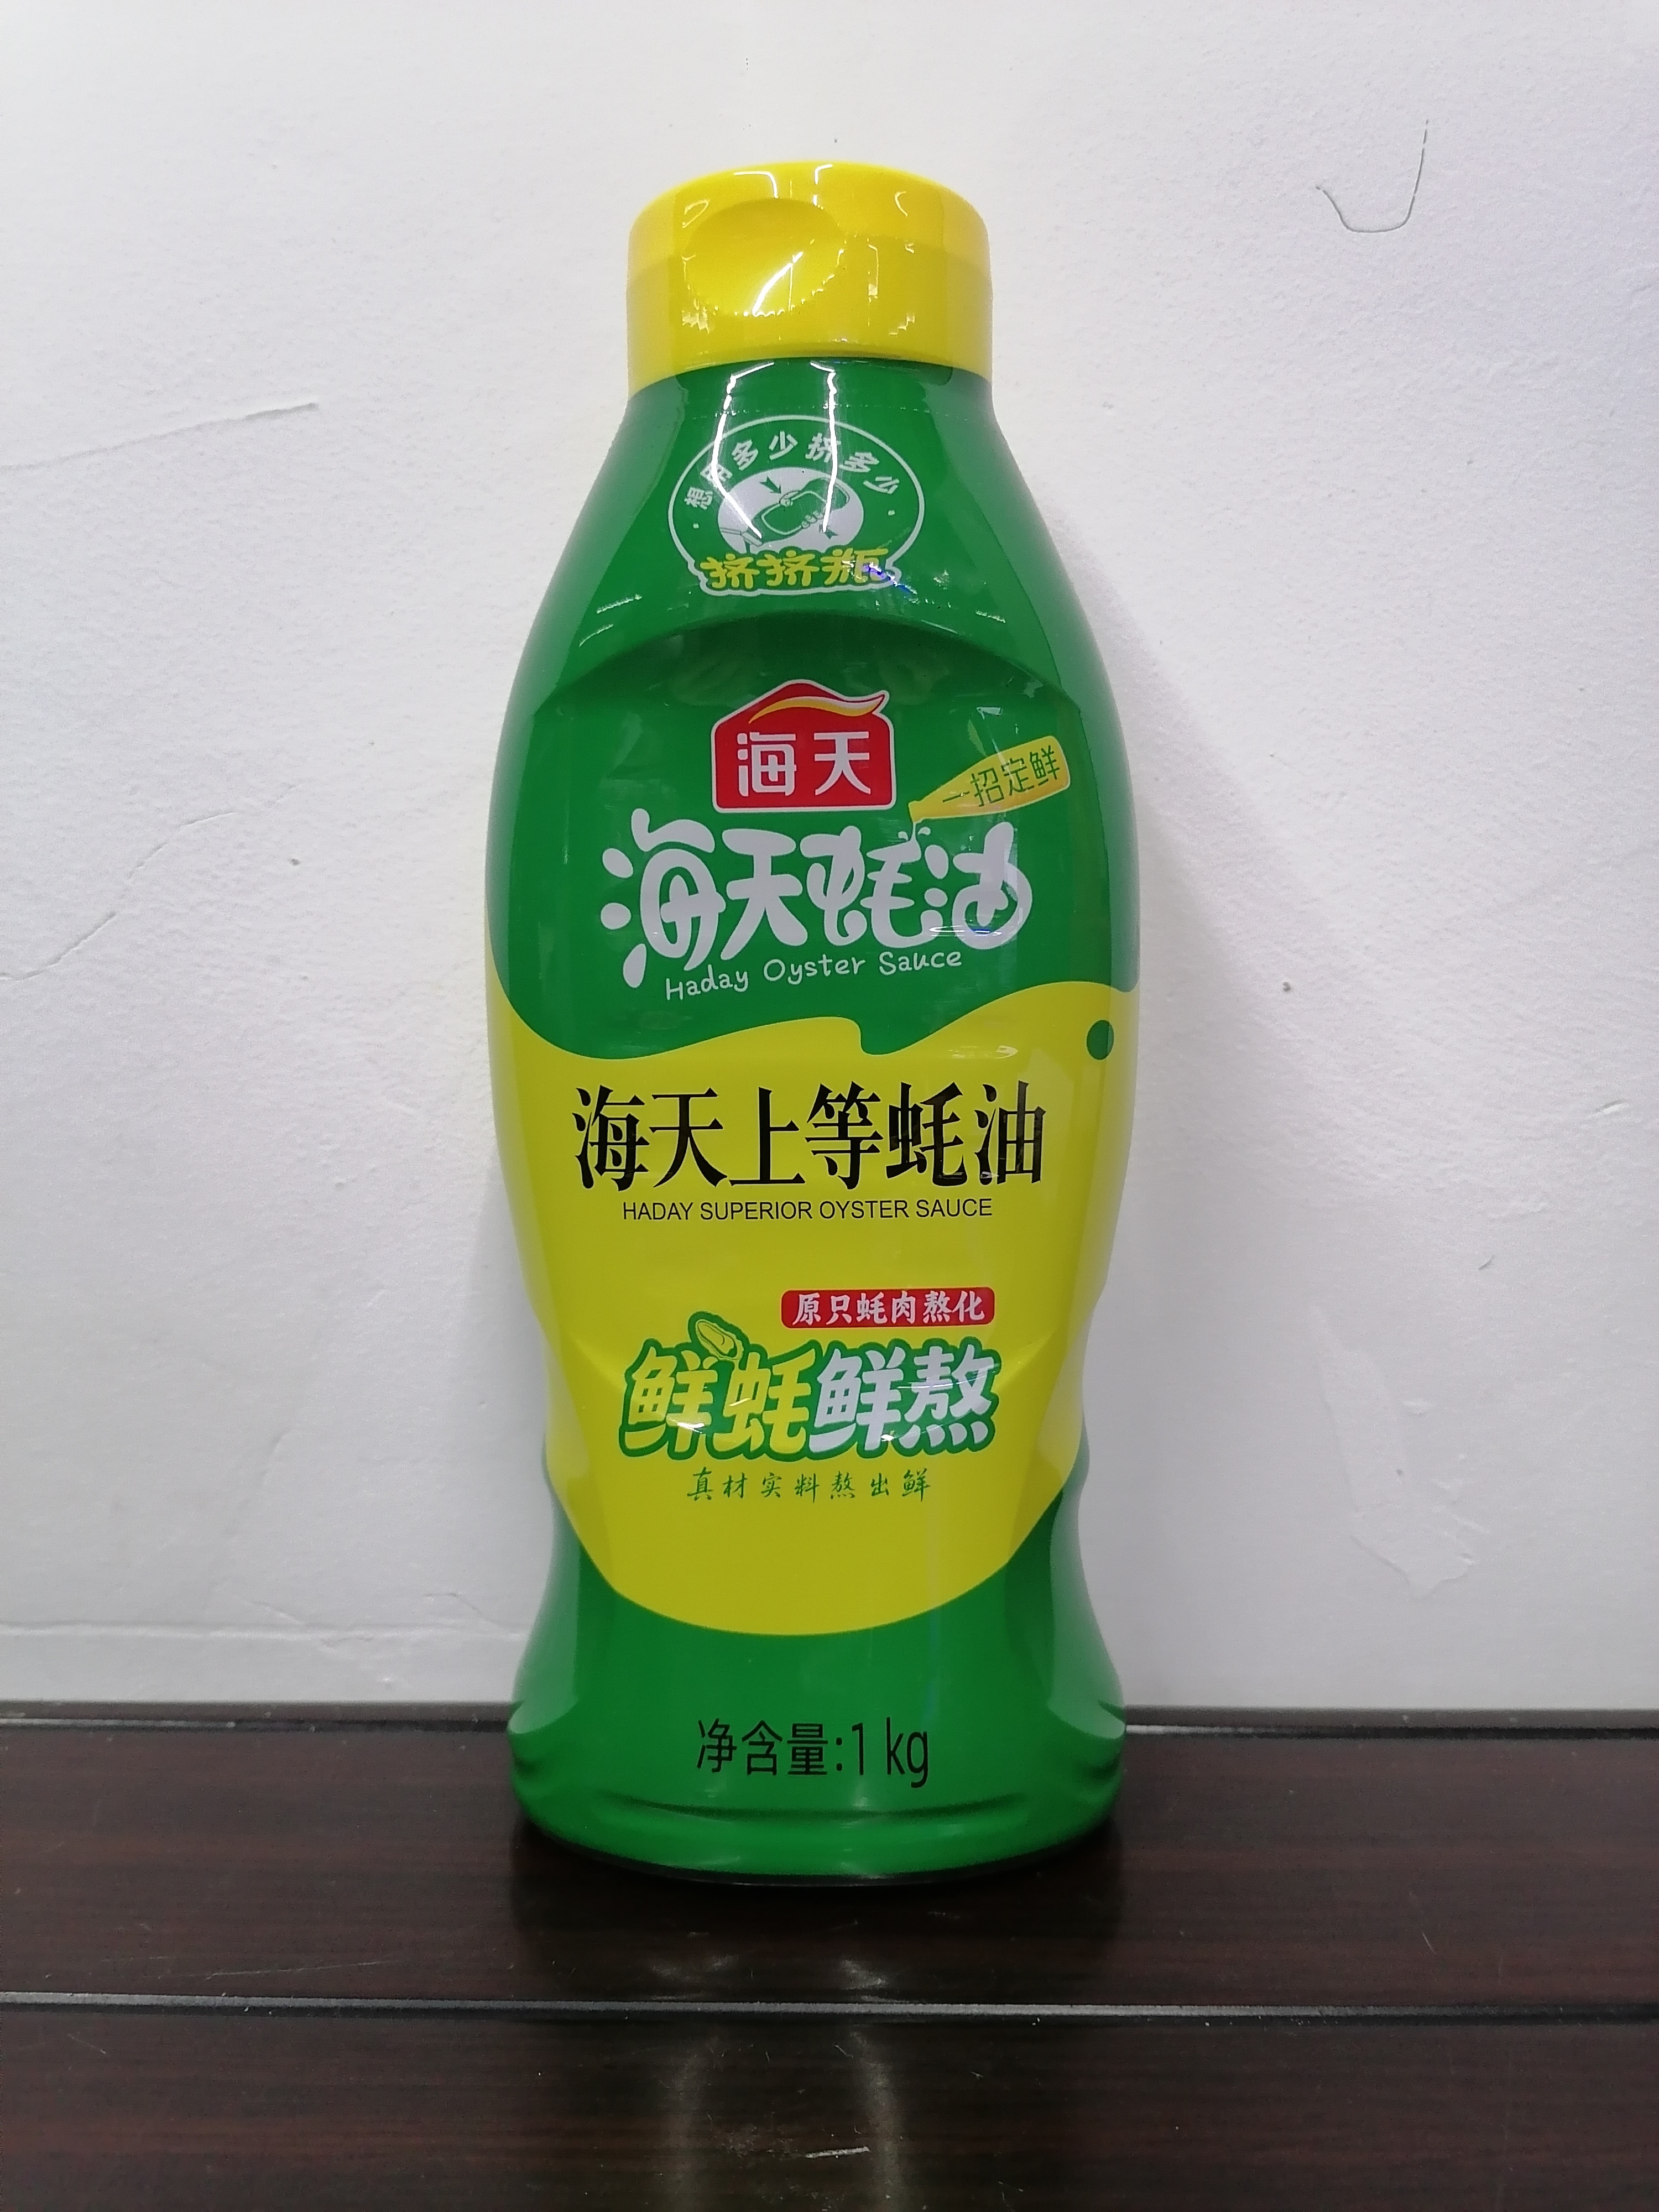 ·想用多少挤多少·
挤挤瓶
海天
一招定鲜
海天蚝油
Haday Oyster Sauce
海天上等蚝油
HADAY SUPERIOR OYSTER SAUCE
原只蚝肉熬化
鲜蚝鲜熬
真材实料熬出鲜
净含量:1 kg